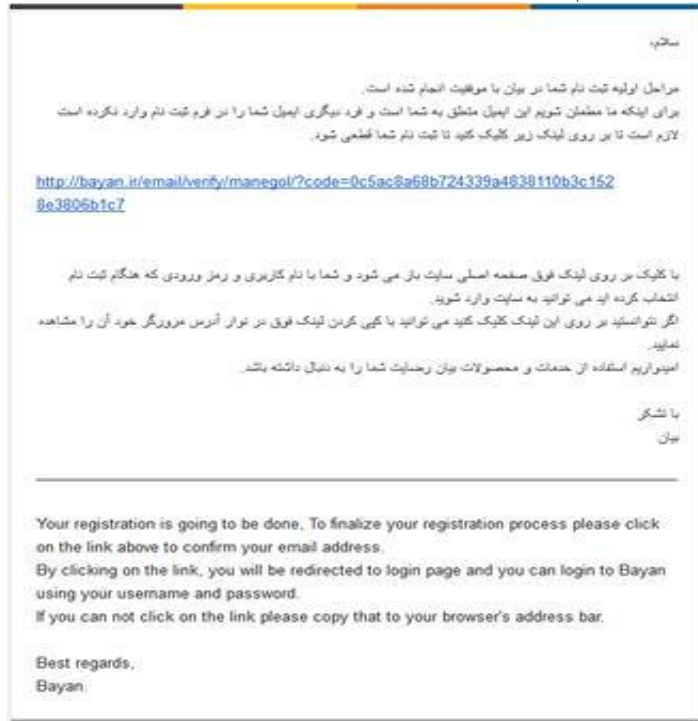 سلام،
مراحل اولیه ثبت نام شما در بیان با موفقیت انجام شده است.
برای اینکه ما مطمئن شویم این ایمیل متعلق به شما است و فرد دیگری ایمیل شما را در فرم ثبت نام وارد نکرده است
لازم است تا بر روی لینک زیر کلیک کنید تا ثبت نام شما قطعی شود.
http://bayan.ir/email/verify/manegol/?code=0c5ac8a68b724339a4838110b3c152
8e3806b1c7
با کلیک بر روی لینک فوق صفحه اصلی سایت باز می شود و شما با نام کاربری و رمز ورودی که هنگام ثبت نام
انتخاب کرده اید می توانید به سایت وارد شوید.
اگر نتوانستید بر روی این لینک کلیک کنید می توانید با کپی کردن لینک فوق در نوار آدرس مرورگر خود آن را مشاهده
نمایید.
امیدواریم استفاده از خدمات و محصولات بیان رضایت شما را به دنبال داشته باشد.
با تشکر
بیان
Your registration is going to be done, To finalize your registration process please click
on the link above to confirm your email address.
By clicking on the link, you will be redirected to login page and you can login to Bayan
using your username and password.
If you can not click on the link please copy that to your browser's address bar.
Best regards,
Bayan.